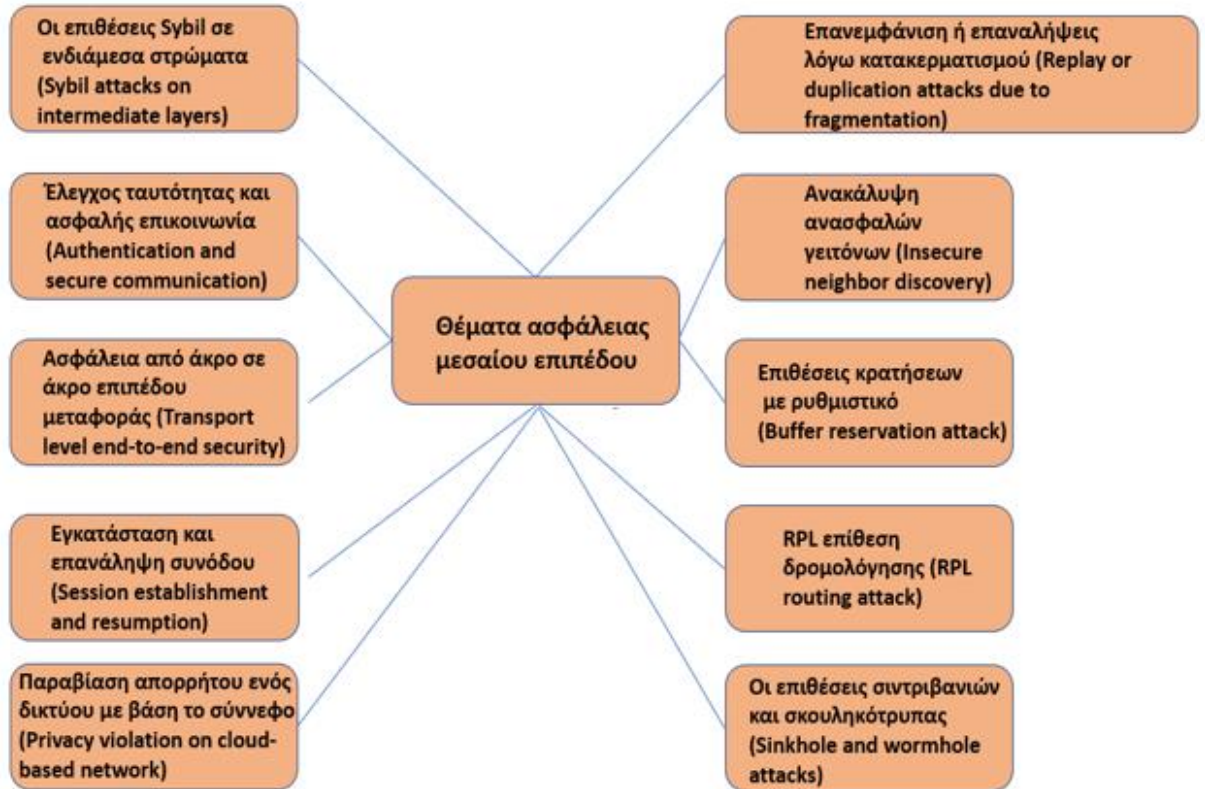 Οι επιθέσεις Sybil σε
ενδιάμεσα στρώματα
(Sybil attacks on
intermediate layers)
Επανεμφάνιση ή επαναλήψεις
λόγω κατακερματισμού (Replay or
duplication attacks due to
fragmentation)
Έλεγχος ταυτότητας και
ασφαλής επικοινωνία
(Authentication and
secure communication)
Ανακάλυψη
ανασφαλών
γειτόνων (Insecure
neighbor discovery)
Θέματα ασφάλειας
μεσαίου επιπέδου
Ασφάλεια από άκρο σε
άκρο επιπέδου
μεταφοράς (Transport
level end-to-end security)
Επιθέσεις κρατήσεων
με ρυθμιστικό
(Buffer reservation attack)
Εγκατάσταση και
επανάληψη συνόδου
(Session establishment
and resumption)
RPL επίθεση
δρομολόγησης (RPL
routing attack)
Παραβίαση απορρήτου ενός
δικτύου με βάση το σύννεφο
(Privacy violation on cloud-
based network)
Οι επιθέσεις σιντριβανιών
και σκουληκότρυπας
(Sinkhole and wormhole
attacks)